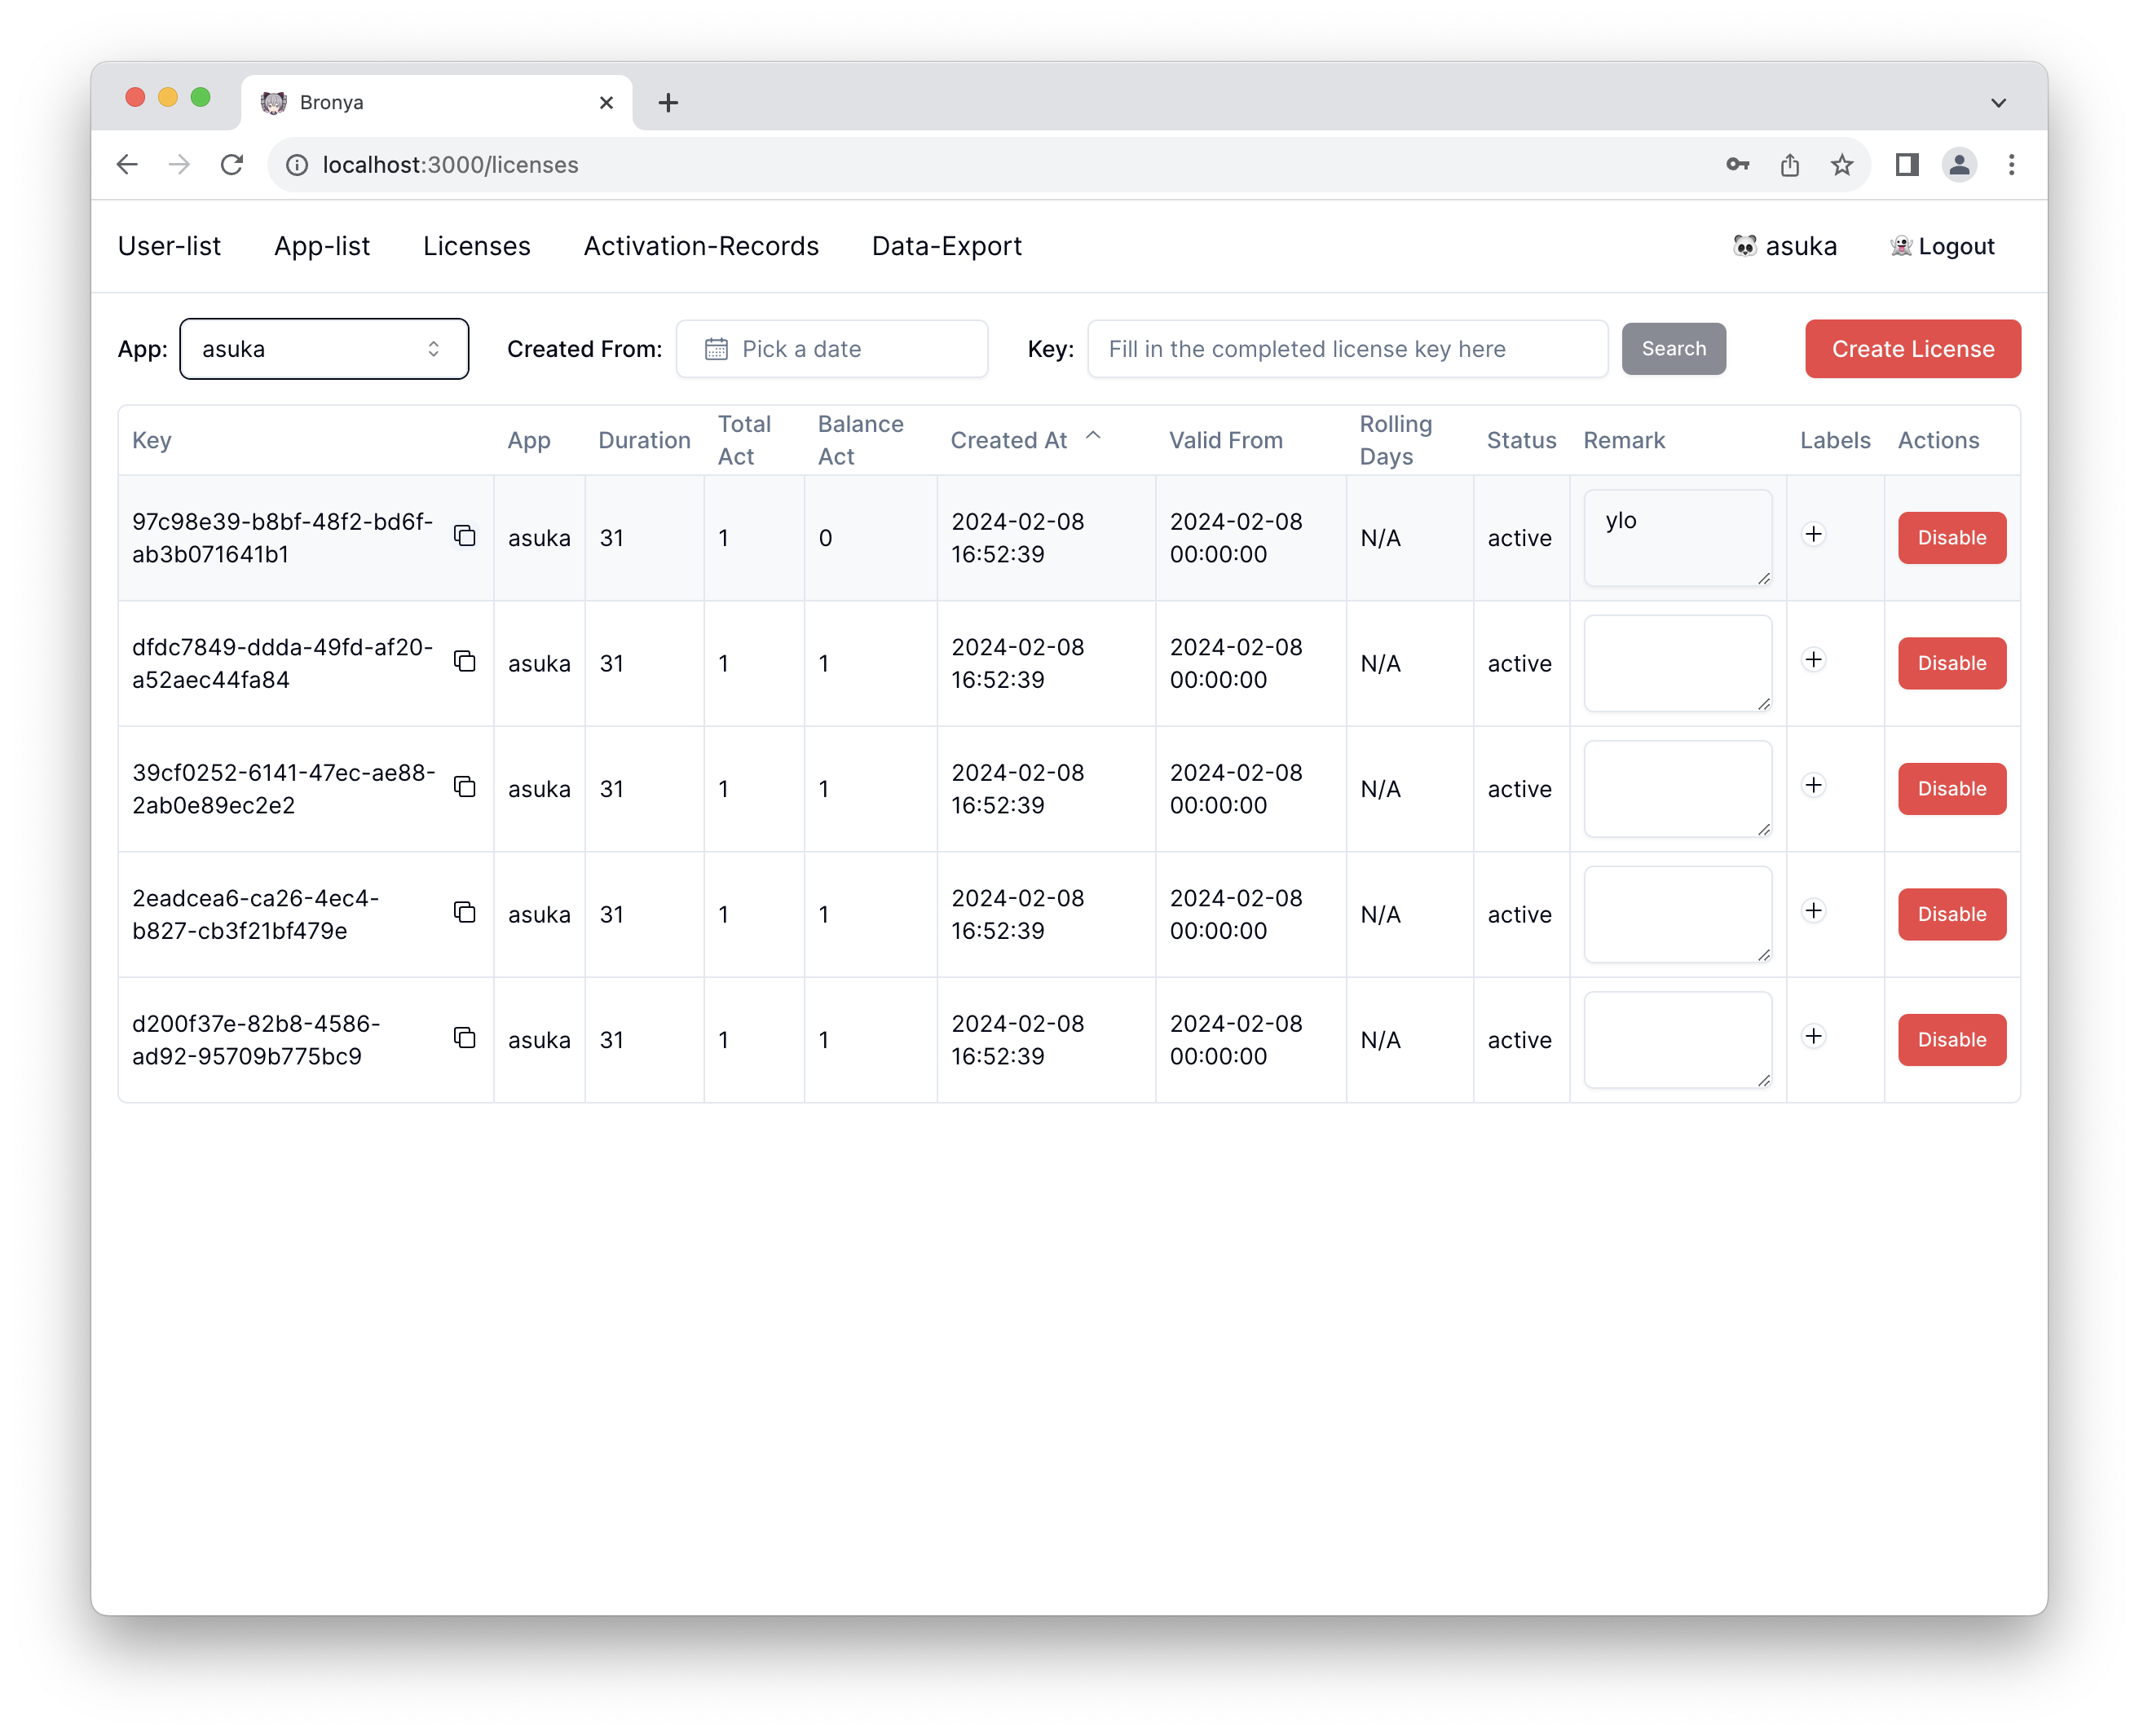 Bronya
localhost:3000/licenses
User-list App-list Licenses Activation-Records Data-Export asuka Logout
App: asuka Created From: Pick a date Key: Fill in the completed license key here Search Create License
Key App Duration Total Act Balance Act Created At Valid From Rolling Days Status Remark Labels Actions
97c98e39-b8bf-48f2-bd6f-ab3b071641b1 asuka 31 1 0 2024-02-08 16:52:39 2024-02-08 00:00:00 N/A active ylo Disable
dfdc7849-ddda-49fd-af20-a52aec44fa84 asuka 31 1 1 2024-02-08 16:52:39 2024-02-08 00:00:00 N/A active Disable
39cf0252-6141-47ec-ae88-2ab0e89ec2e2 asuka 31 1 1 2024-02-08 16:52:39 2024-02-08 00:00:00 N/A active Disable
2eadcea6-ca26-4ec4-b827-cb3f21bf479e asuka 31 1 1 2024-02-08 16:52:39 2024-02-08 00:00:00 N/A active Disable
d200f37e-82b8-4586-ad92-95709b775bc9 asuka 31 1 1 2024-02-08 16:52:39 2024-02-08 00:00:00 N/A active Disable